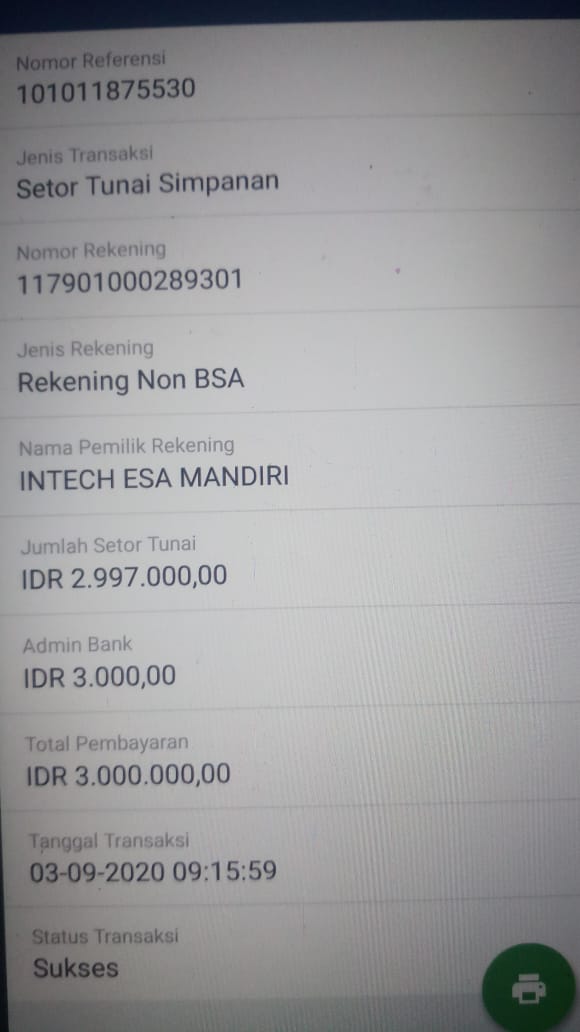 Nomor Referensi
101011875530
Jenis Transaksi
Setor Tunai Simpanan
Nomor Rekening
117901000289301
Jenis Rekening
Rekening Non BSA
Nama Pemilik Rekening
INTECH ESA MANDIRI
Jumlah Setor Tunai
IDR 2.997.000,00
Admin Bank
IDR 3.000,00
Total Pembayaran
IDR 3.000.000,00
Tanggal Transaksi
03-09-2020 09:15:59
Status Transaksi
Sukses